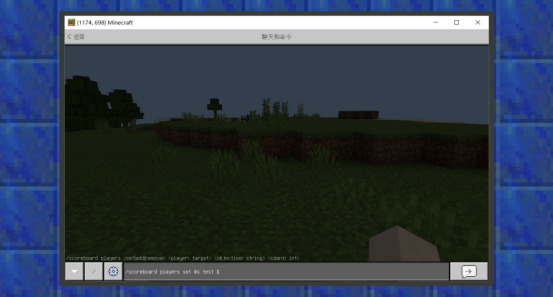 (1174, 698) Minecraft
< 返回
聊天和命令
/scoreboard players <set|add|remove> <player: target> <objective: string> <count: int>
/scoreboard players set @s test